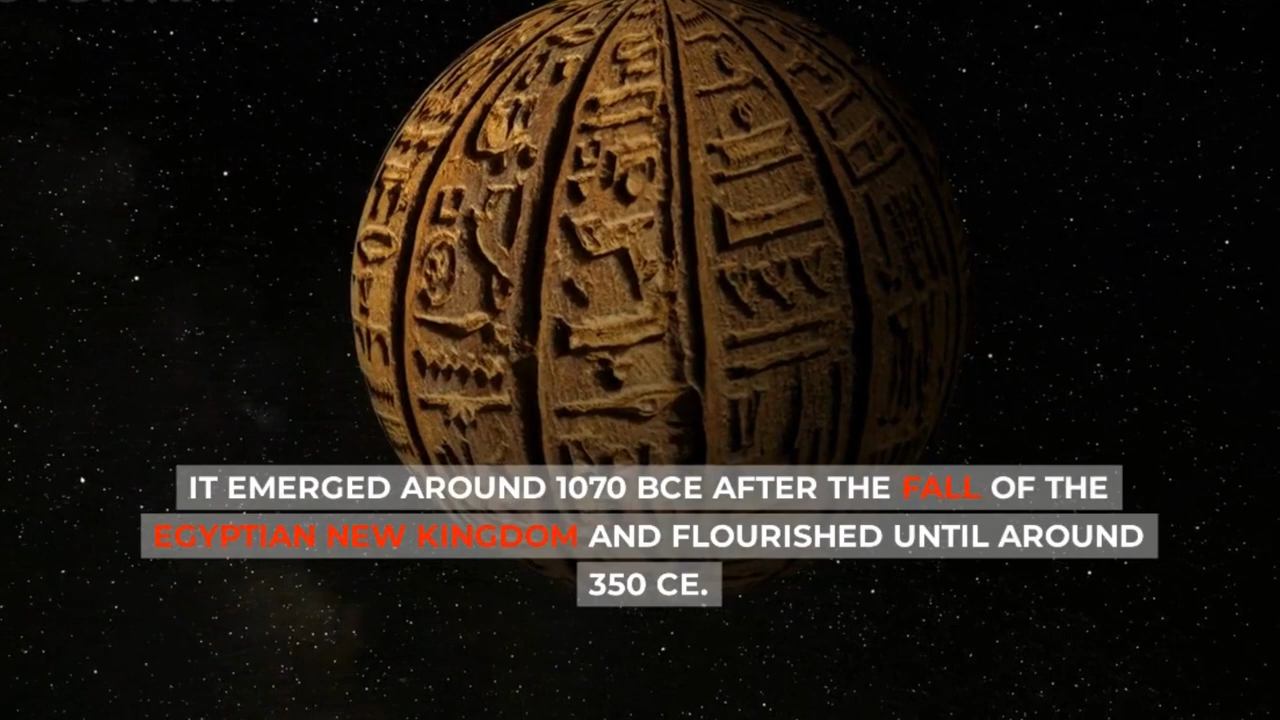 IT EMERGED AROUND 1070 BCE AFTER THE FALL OF THE
EGYPTIAN NEW KINGDOM AND FLOURISHED UNTIL AROUND
350 CE.